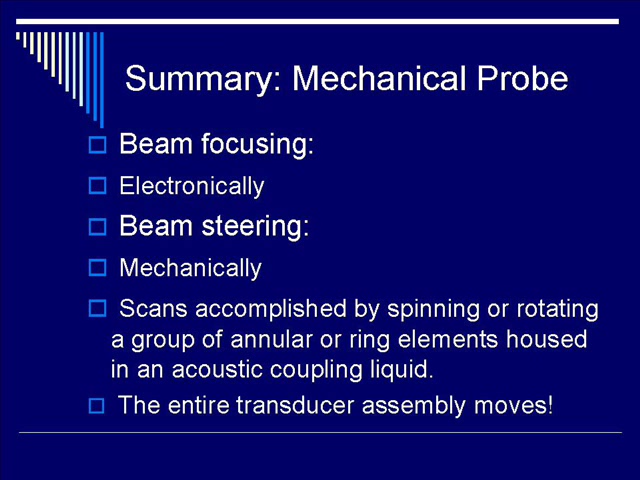 Summary: Mechanical Probe
Beam focusing:
Electronically
Beam steering:
Mechanically
Scans accomplished by spinning or rotating
a group of annular or ring elements housed
in an acoustic coupling liquid.
The entire transducer assembly moves!